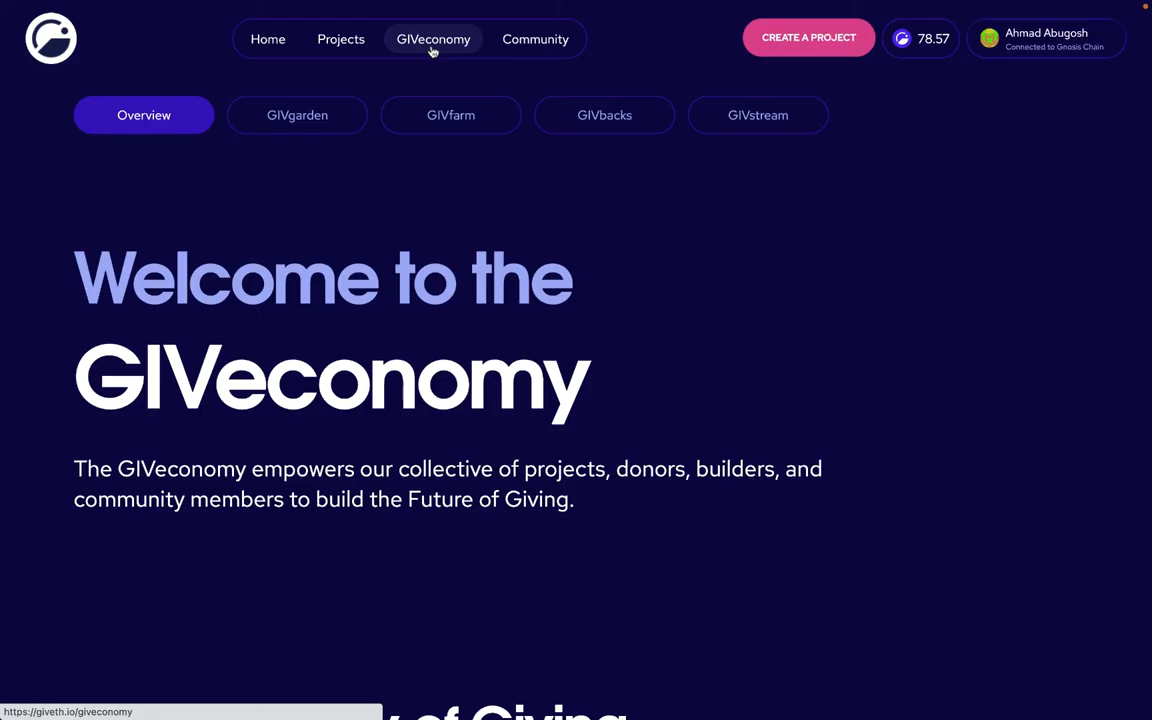 Home Projects GIVeconomy Community CREATE A PROJECT 78.57 Ahmad Abugosh
Connected to Gnosis Chain
Overview GIVgarden GIVfarm GIVbacks GIVstream
Welcome to the
GIVeconomy
The GIVeconomy empowers our collective of projects, donors, builders, and
community members to build the Future of Giving.
of Giving
https://giveth.io/giveconomy